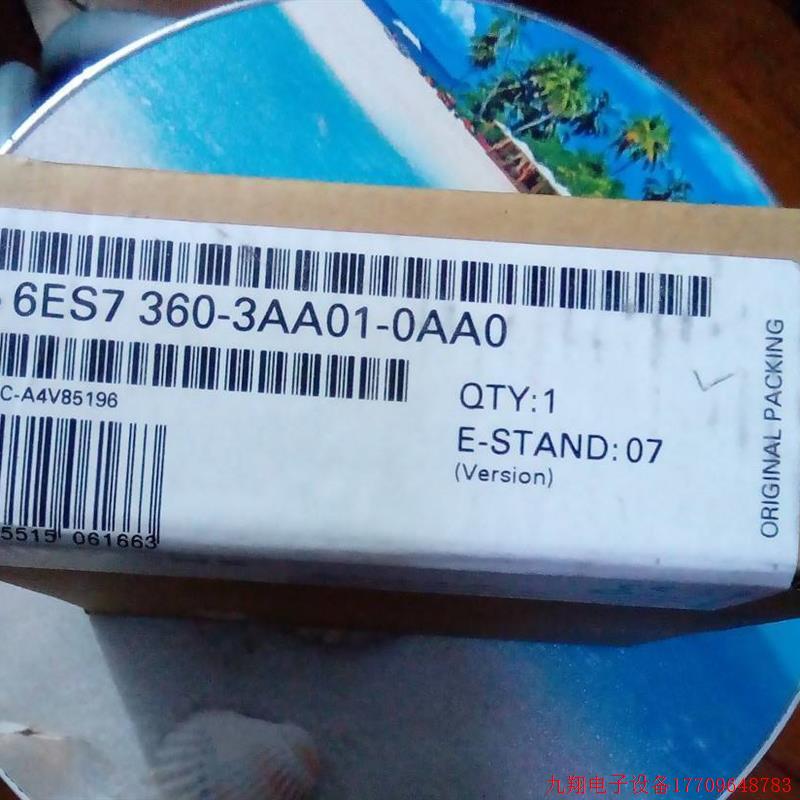 6ES7 360-3AA01-0AA0
C-A4V85196
QTY:1
E-STAND:07
(Version)
5515 061663
ORIGINAL PACKING
九翔电子设备17709648783